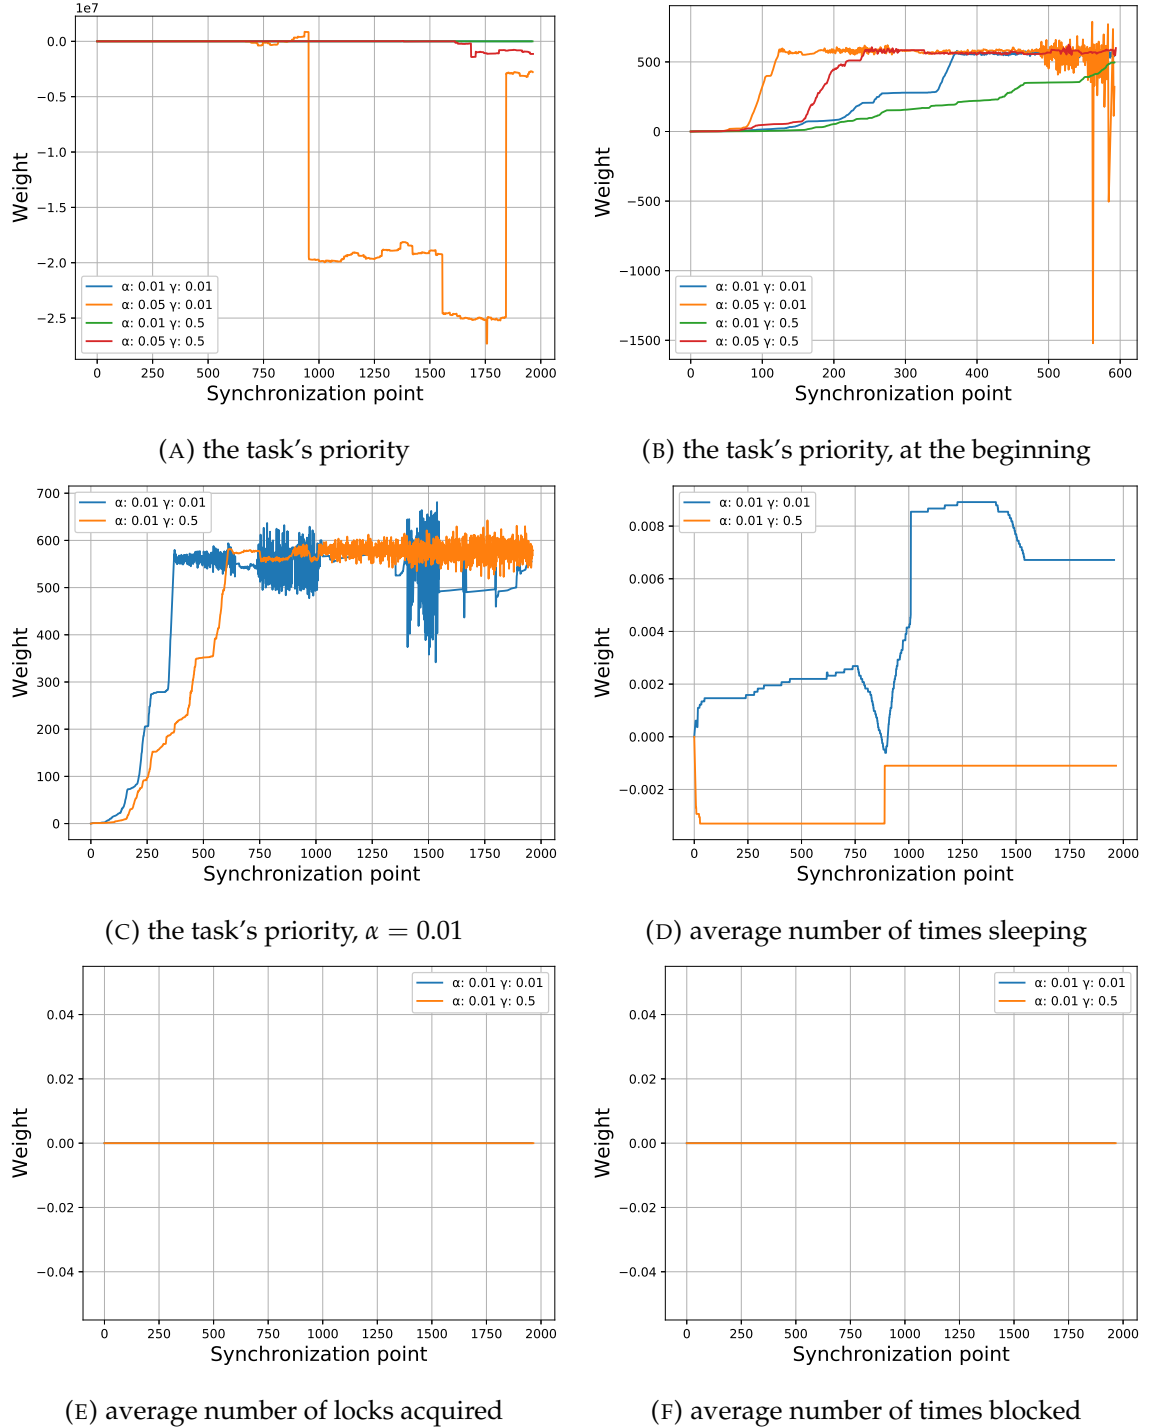 1e7
0.0
−0.5
−1.0
−1.5
−2.0
−2.5
Weight
α: 0.01 γ: 0.01
α: 0.05 γ: 0.01
α: 0.01 γ: 0.5
α: 0.05 γ: 0.5
0 250 500 750 1000 1250 1500 1750 2000
Synchronization point
(A) the task's priority
500
0
−500
−1000
−1500
Weight
α: 0.01 γ: 0.01
α: 0.05 γ: 0.01
α: 0.01 γ: 0.5
α: 0.05 γ: 0.5
0 100 200 300 400 500 600
Synchronization point
(B) the task's priority, at the beginning
700
600
500
400
300
200
100
0
Weight
α: 0.01 γ: 0.01
α: 0.01 γ: 0.5
0 250 500 750 1000 1250 1500 1750 2000
Synchronization point
(C) the task's priority, α = 0.01
0.008
0.006
0.004
0.002
0.000
−0.002
Weight
α: 0.01 γ: 0.01
α: 0.01 γ: 0.5
0 250 500 750 1000 1250 1500 1750 2000
Synchronization point
(D) average number of times sleeping
0.04
0.02
0.00
−0.02
−0.04
Weight
α: 0.01 γ: 0.01
α: 0.01 γ: 0.5
0 250 500 750 1000 1250 1500 1750 2000
Synchronization point
(E) average number of locks acquired
0.04
0.02
0.00
−0.02
−0.04
Weight
α: 0.01 γ: 0.01
α: 0.01 γ: 0.5
0 250 500 750 1000 1250 1500 1750 2000
Synchronization point
(F) average number of times blocked